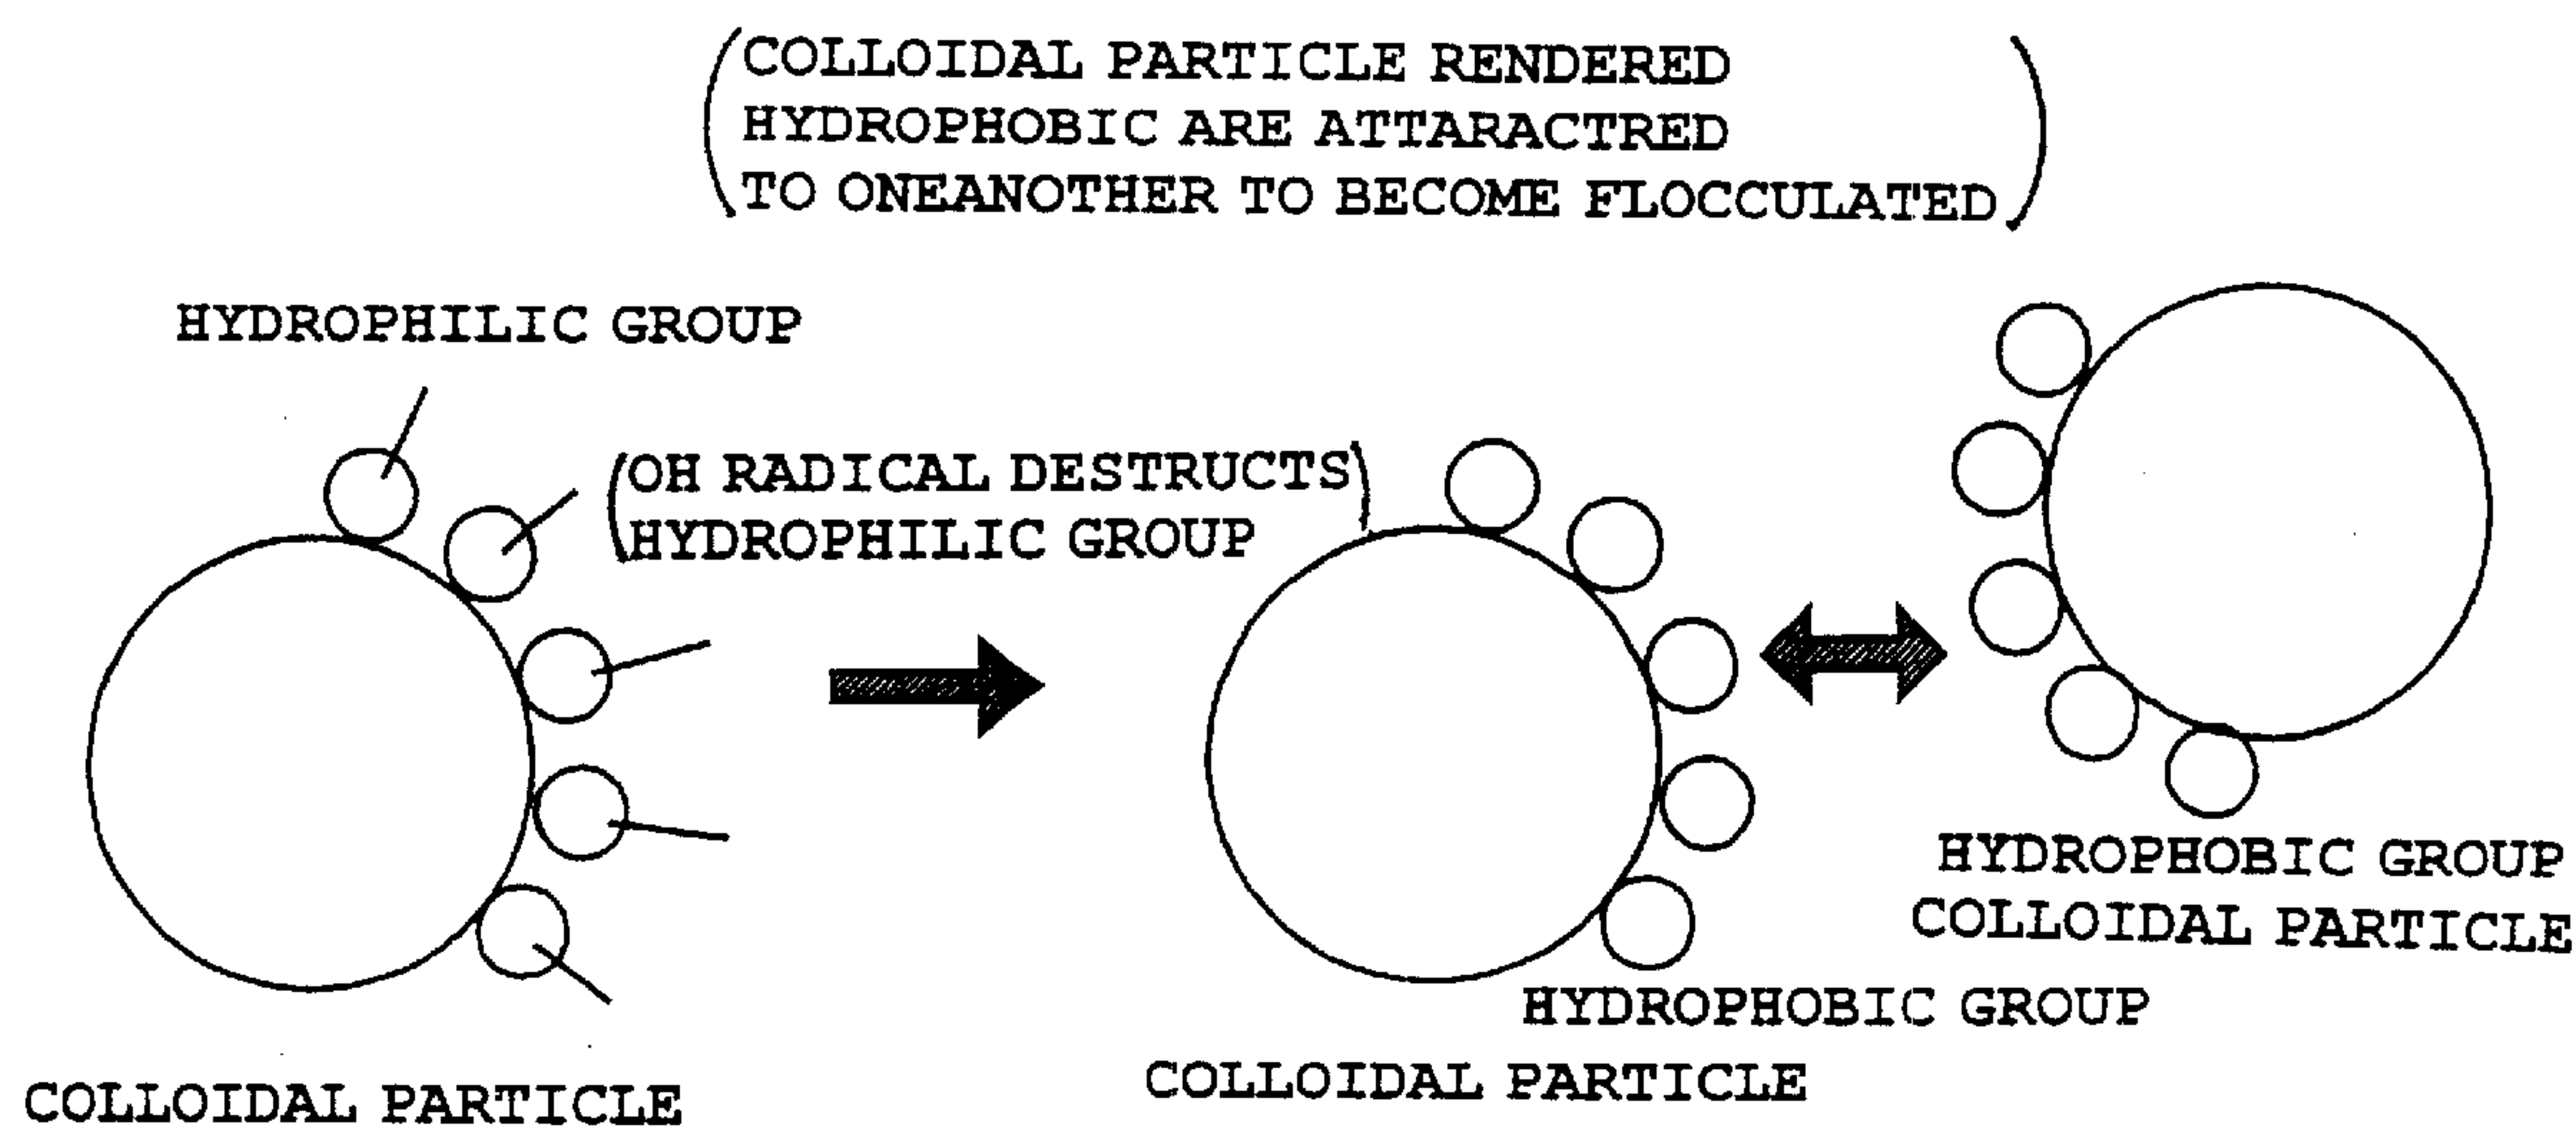 (COLLOIDAL PARTICLE RENDERED
HYDROPHOBIC ARE ATTARACTRED
TO ONEANOTHER TO BECOME FLOCCULATED)
HYDROPHILIC GROUP
(OH RADICAL DESTRUCTS
HYDROPHILIC GROUP)
HYDROPHOBIC GROUP
COLLOIDAL PARTICLE
HYDROPHOBIC GROUP
COLLOIDAL PARTICLE
COLLOIDAL PARTICLE